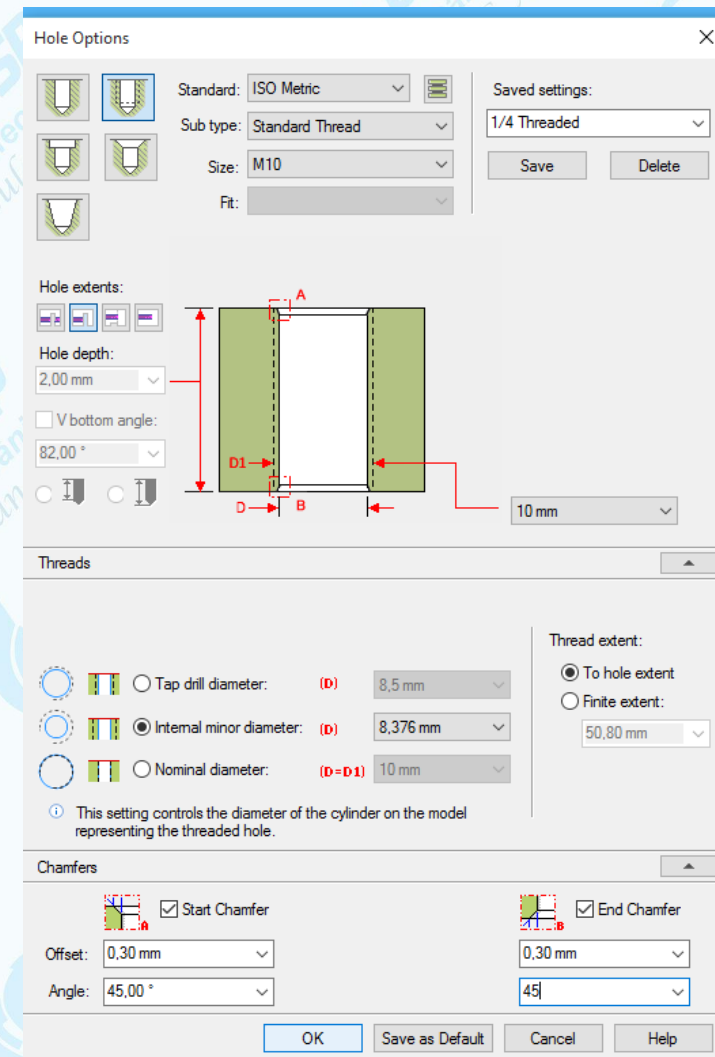 Hole Options
Standard: ISO Metric
Saved settings:
Sub type: Standard Thread
1/4 Threaded
Size: M10
Save Delete
Fit:
Hole extents:
A
Hole depth:
2,00 mm
V bottom angle:
82,00 °
D1
D B
10 mm
Threads
Thread extent:
To hole extent
Tap drill diameter: (D) 8,5 mm
Finite extent:
Internal minor diameter: (D) 8,376 mm
50,80 mm
Nominal diameter: (D=D1) 10 mm
This setting controls the diameter of the cylinder on the model
representing the threaded hole.
Chamfers
A Start Chamfer
B End Chamfer
Offset: 0,30 mm 0,30 mm
Angle: 45,00 ° 45
OK Save as Default Cancel Help